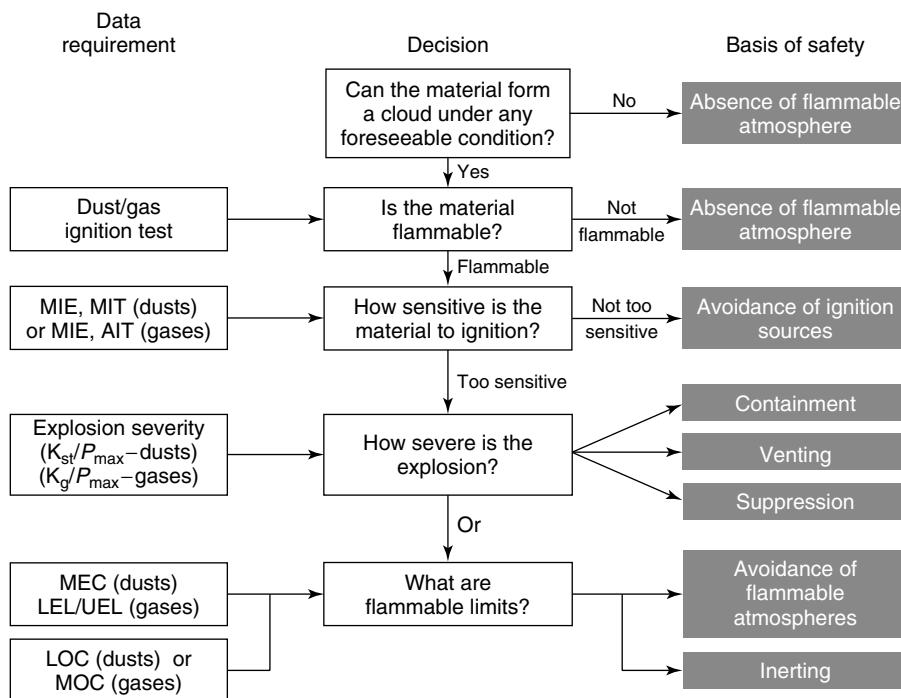 Data
requirement
Decision
Basis of safety
Can the material form
a cloud under any
foreseeable condition?
No
Absence of flammable
atmosphere
Yes
Dust/gas
ignition test
Is the material
flammable?
Not
flammable
Absence of flammable
atmosphere
Flammable
MIE, MIT (dusts)
or MIE, AIT (gases)
How sensitive is the
material to ignition?
Not too
sensitive
Avoidance of ignition
sources
Too sensitive
Explosion severity
(Kst/Pmax–dusts)
(Kg/Pmax–gases)
How severe is the
explosion?
Containment
Venting
Suppression
Or
MEC (dusts)
LEL/UEL (gases)
What are
flammable limits?
Avoidance of
flammable
atmospheres
LOC (dusts) or
MOC (gases)
Inerting